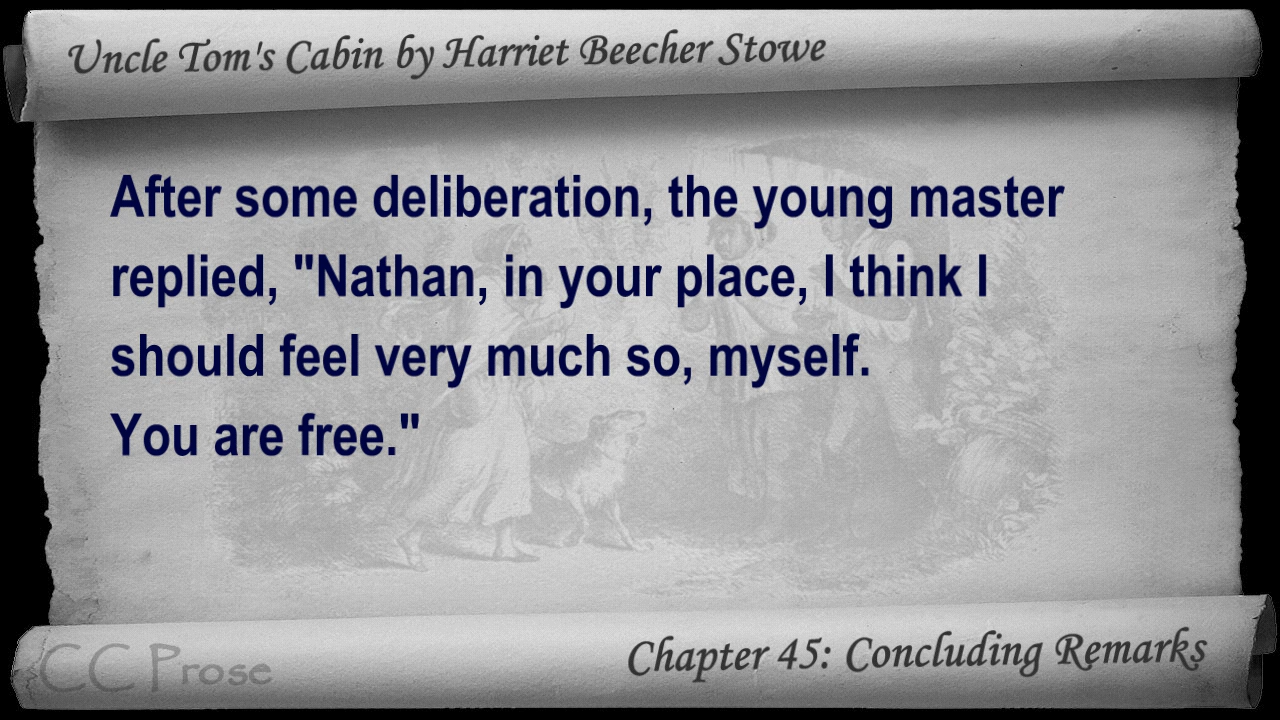 Uncle Tom's Cabin by Harriet Beecher Stowe
After some deliberation, the young master
replied, "Nathan, in your place, I think I
should feel very much so, myself.
You are free."
CC Prose
Chapter 45: Concluding Remarks